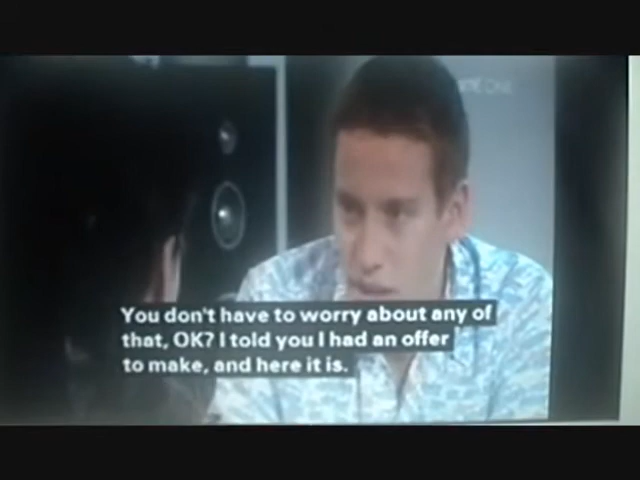 ONE
You don't have to worry about any of
that, OK? I told you I had an offer
to make, and here it is.